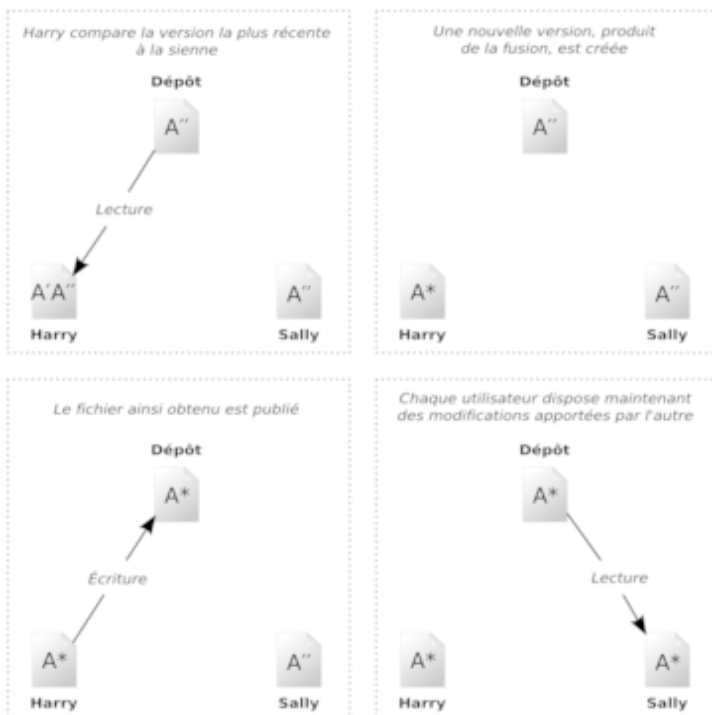 Harry compare la version la plus récente
à la sienne
Dépôt
A″
Lecture
A′A″
A″
Harry
Sally
Une nouvelle version, produit
de la fusion, est créée
Dépôt
A″
A*
A″
Harry
Sally
Le fichier ainsi obtenu est publié
Dépôt
A*
Écriture
A*
A″
Harry
Sally
Chaque utilisateur dispose maintenant
des modifications apportées par l'autre
Dépôt
A*
Lecture
A*
A*
Harry
Sally